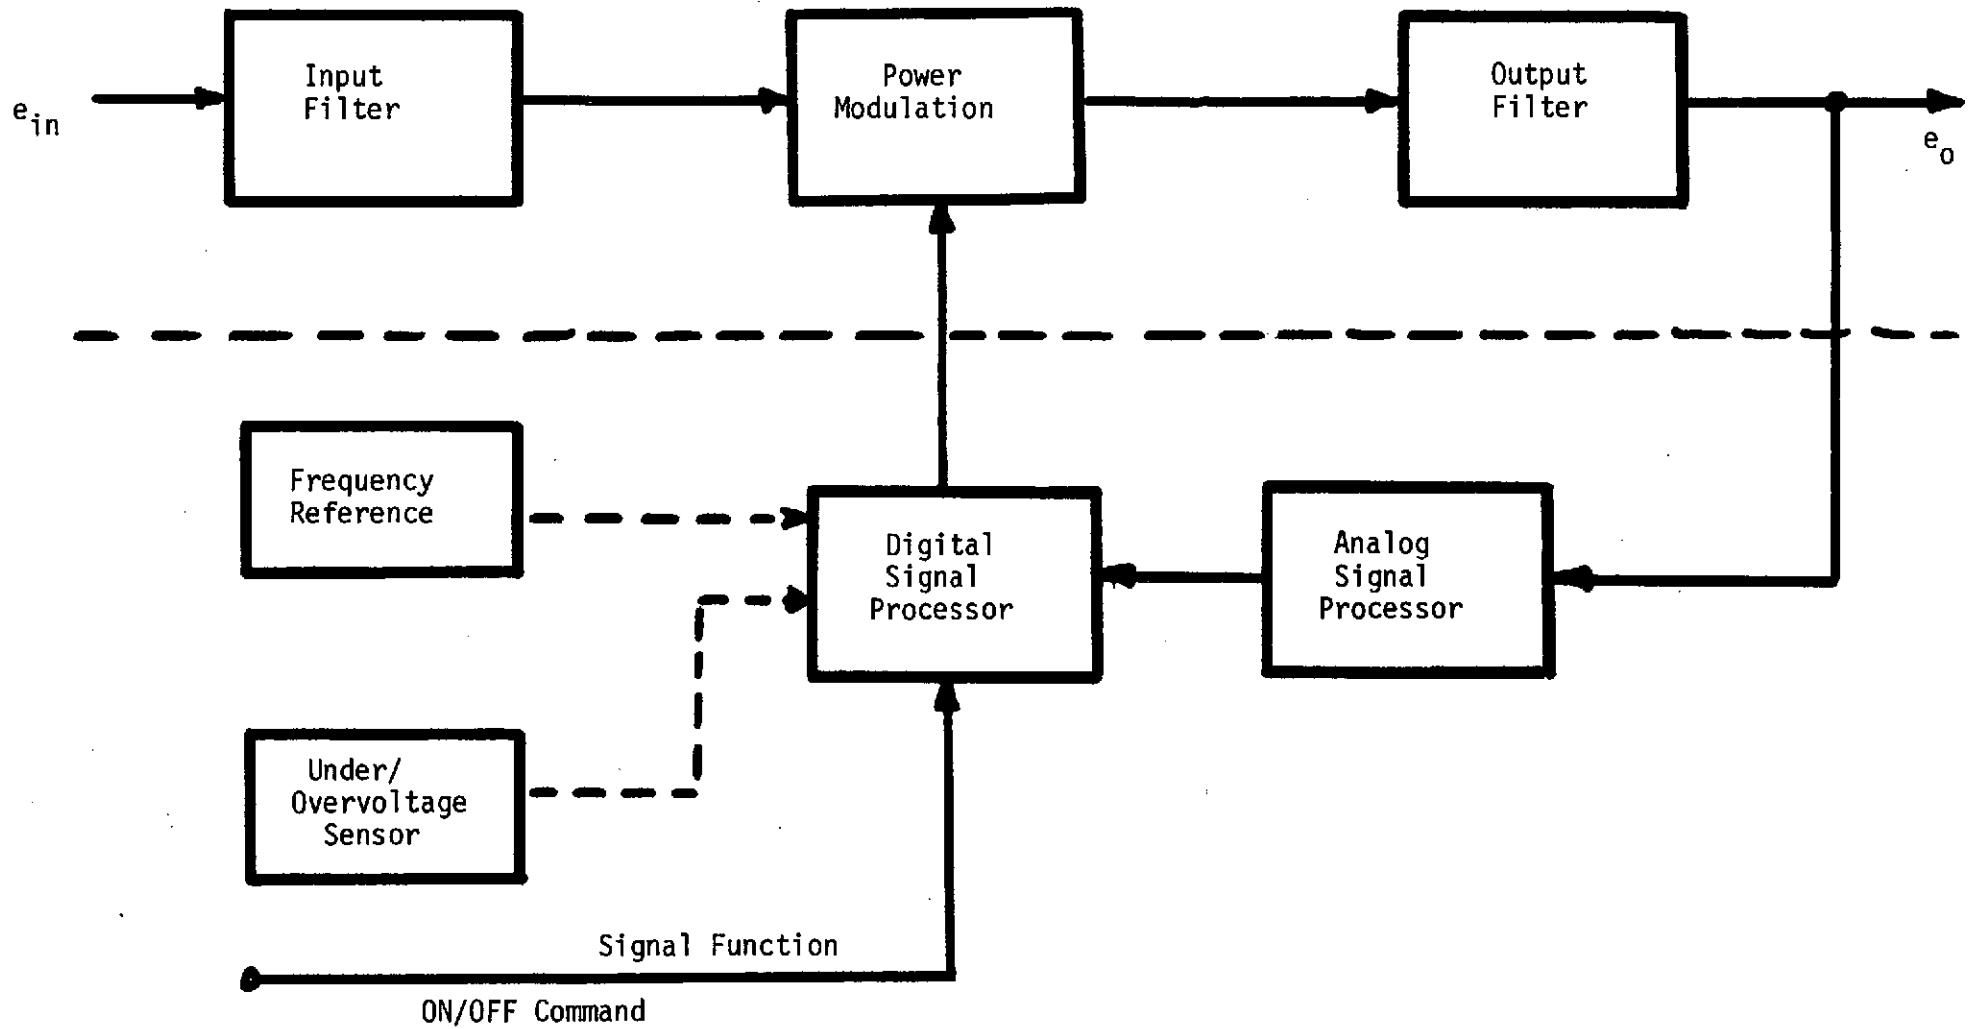 Input
Filter
Power
Modulation
Output
Filter
e_in
e_o
Frequency
Reference
Digital
Signal
Processor
Analog
Signal
Processor
Under/
Overvoltage
Sensor
Signal Function
ON/OFF Command